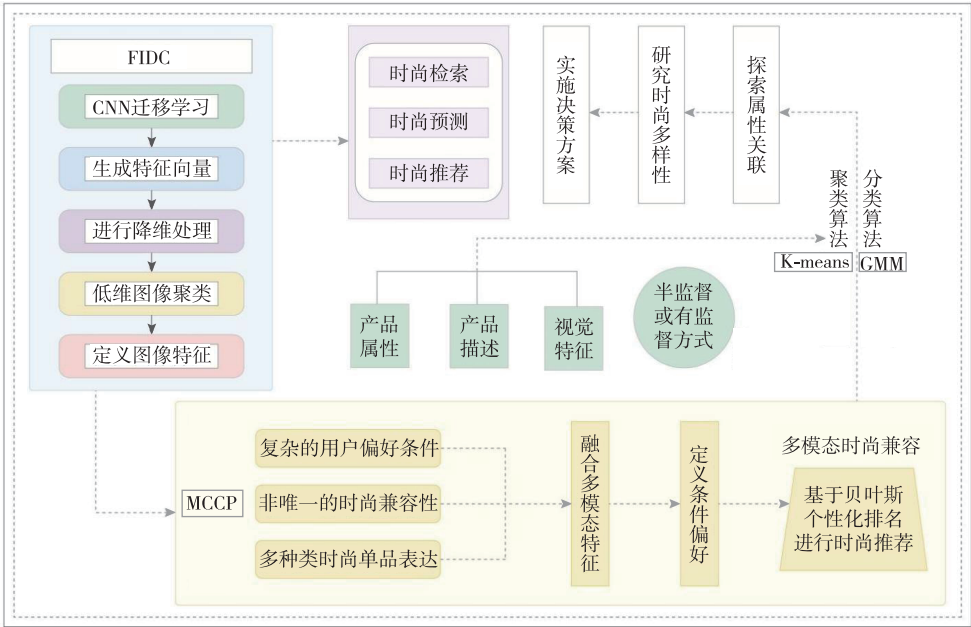 FIDC
CNN迁移学习
生成特征向量
进行降维处理
低维图像聚类
定义图像特征
时尚检索
时尚预测
时尚推荐
实施决策方案
研究时尚多样性
探索属性关联
聚类算法
分类算法
K-means
GMM
产品
属性
产品
描述
视觉
特征
半监督
或有监
督方式
MCCP
复杂的用户偏好条件
非唯一的时尚兼容性
多种类时尚单品表达
融合多模态特征
定义条件偏好
多模态时尚兼容
基于贝叶斯
个性化排名
进行时尚推荐